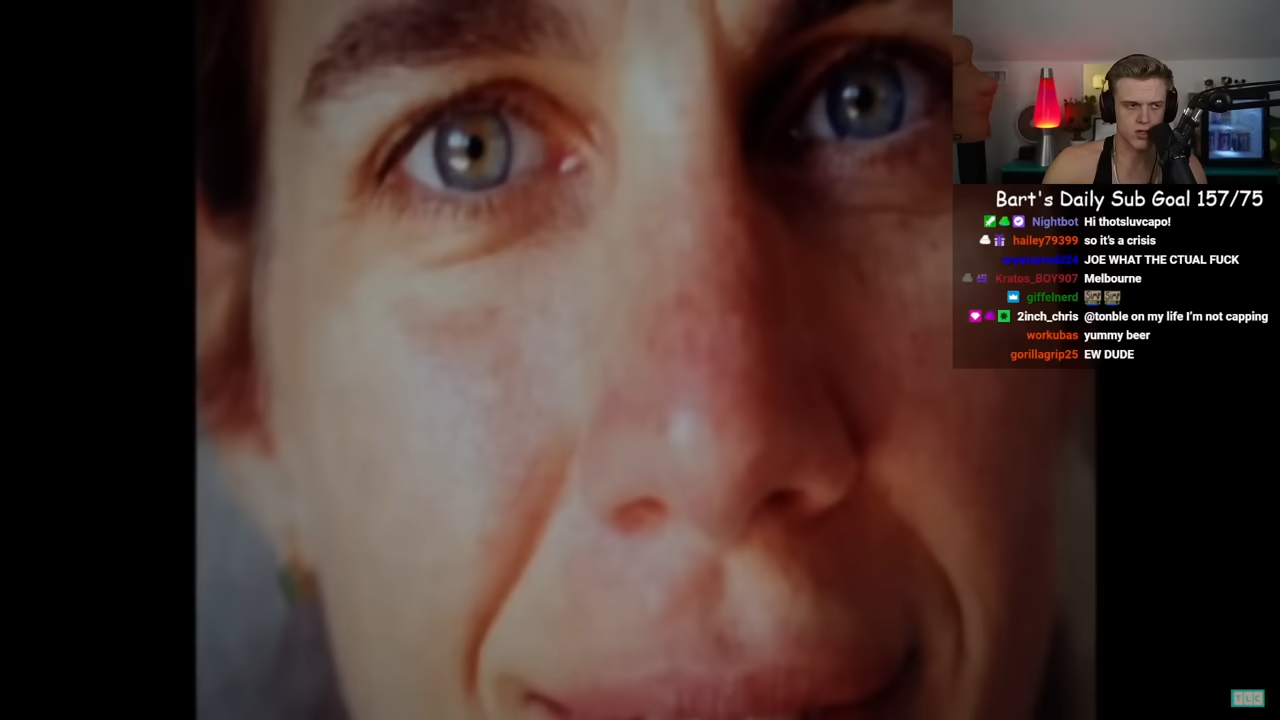 Bart's Daily Sub Goal 157/75
Nightbot Hi thotsluvcapo!
hailey79399 so it's a crisis
JOE WHAT THE CTUAL FUCK
Kratos_BOY907 Melbourne
giffelnerd
2inch_chris @tonble on my life I'm not capping
workubas yummy beer
gorillagrip25 EW DUDE
TLC